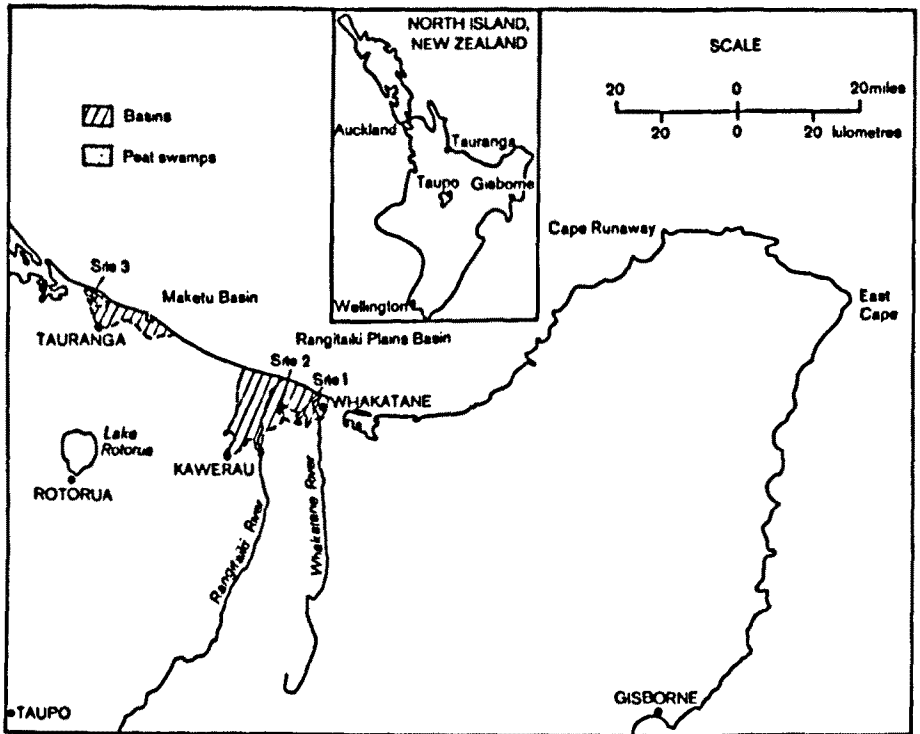 NORTH ISLAND,
NEW ZEALAND
Auckland
Tauranga
Taupo
Gisborne
Wellington
SCALE
20 0 20 miles
20 0 20 kilometres
Basins
Peat swamps
Cape Runaway
East
Cape
Site 3
Maketu Basin
TAURANGA
Rangitaiki Plains Basin
Site 2
Site 1
WHAKATANE
Lake
Rotorua
ROTORUA
KAWERAU
Rangitaiki River
Whakatane River
TAUPO
GISBORNE